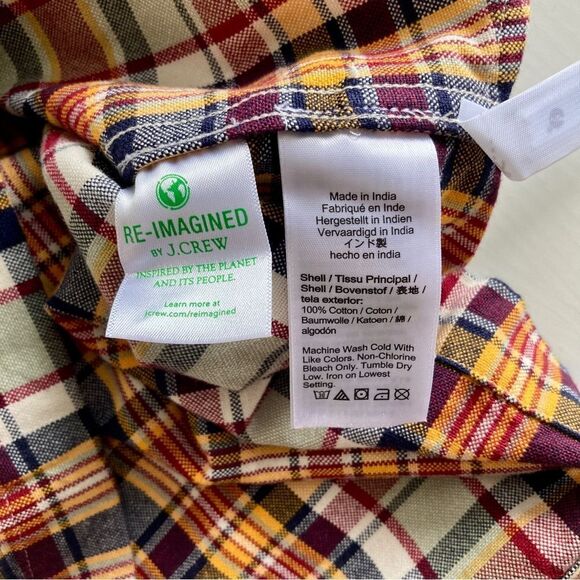 RE-IMAGINED
BY J.CREW
INSPIRED BY THE PLANET
AND ITS PEOPLE.
Learn more at
jcrew.com/reimagined
Made in India
Fabriqué en Inde
Hergestellt in Indien
Vervaardigd in India
インド製
hecho en india
Shell / Tissu Principal /
Shell / Bovenstof / 表地 /
tela exterior:
100% Cotton / Coton /
Baumwolle / Katoen / 綿 /
algodón
Machine Wash Cold With
Like Colors. Non-Chlorine
Bleach Only. Tumble Dry
Low. Iron on Lowest
Setting.